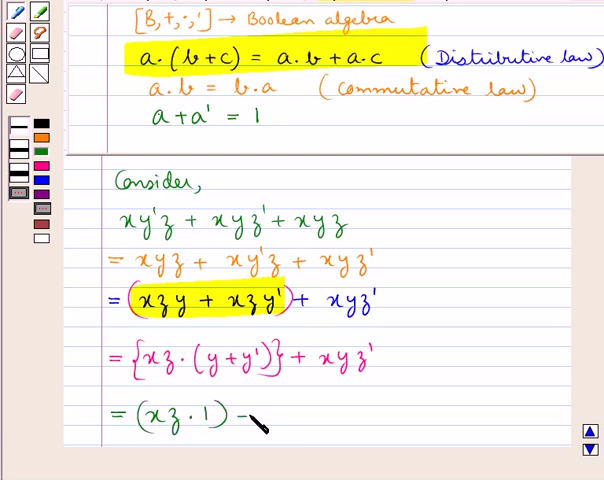 [B, +, ·, '] → Boolean algebra
a·(b+c) = a.b + a.c (Distributive law)
a.b = b.a (Commutative law)
a + a' = 1
Consider,
xy'z + xyz' + xyz
= xyz + xy'z + xyz'
= (xzy + xzy') + xyz'
= {xz·(y+y')} + xyz'
= (xz·1) -